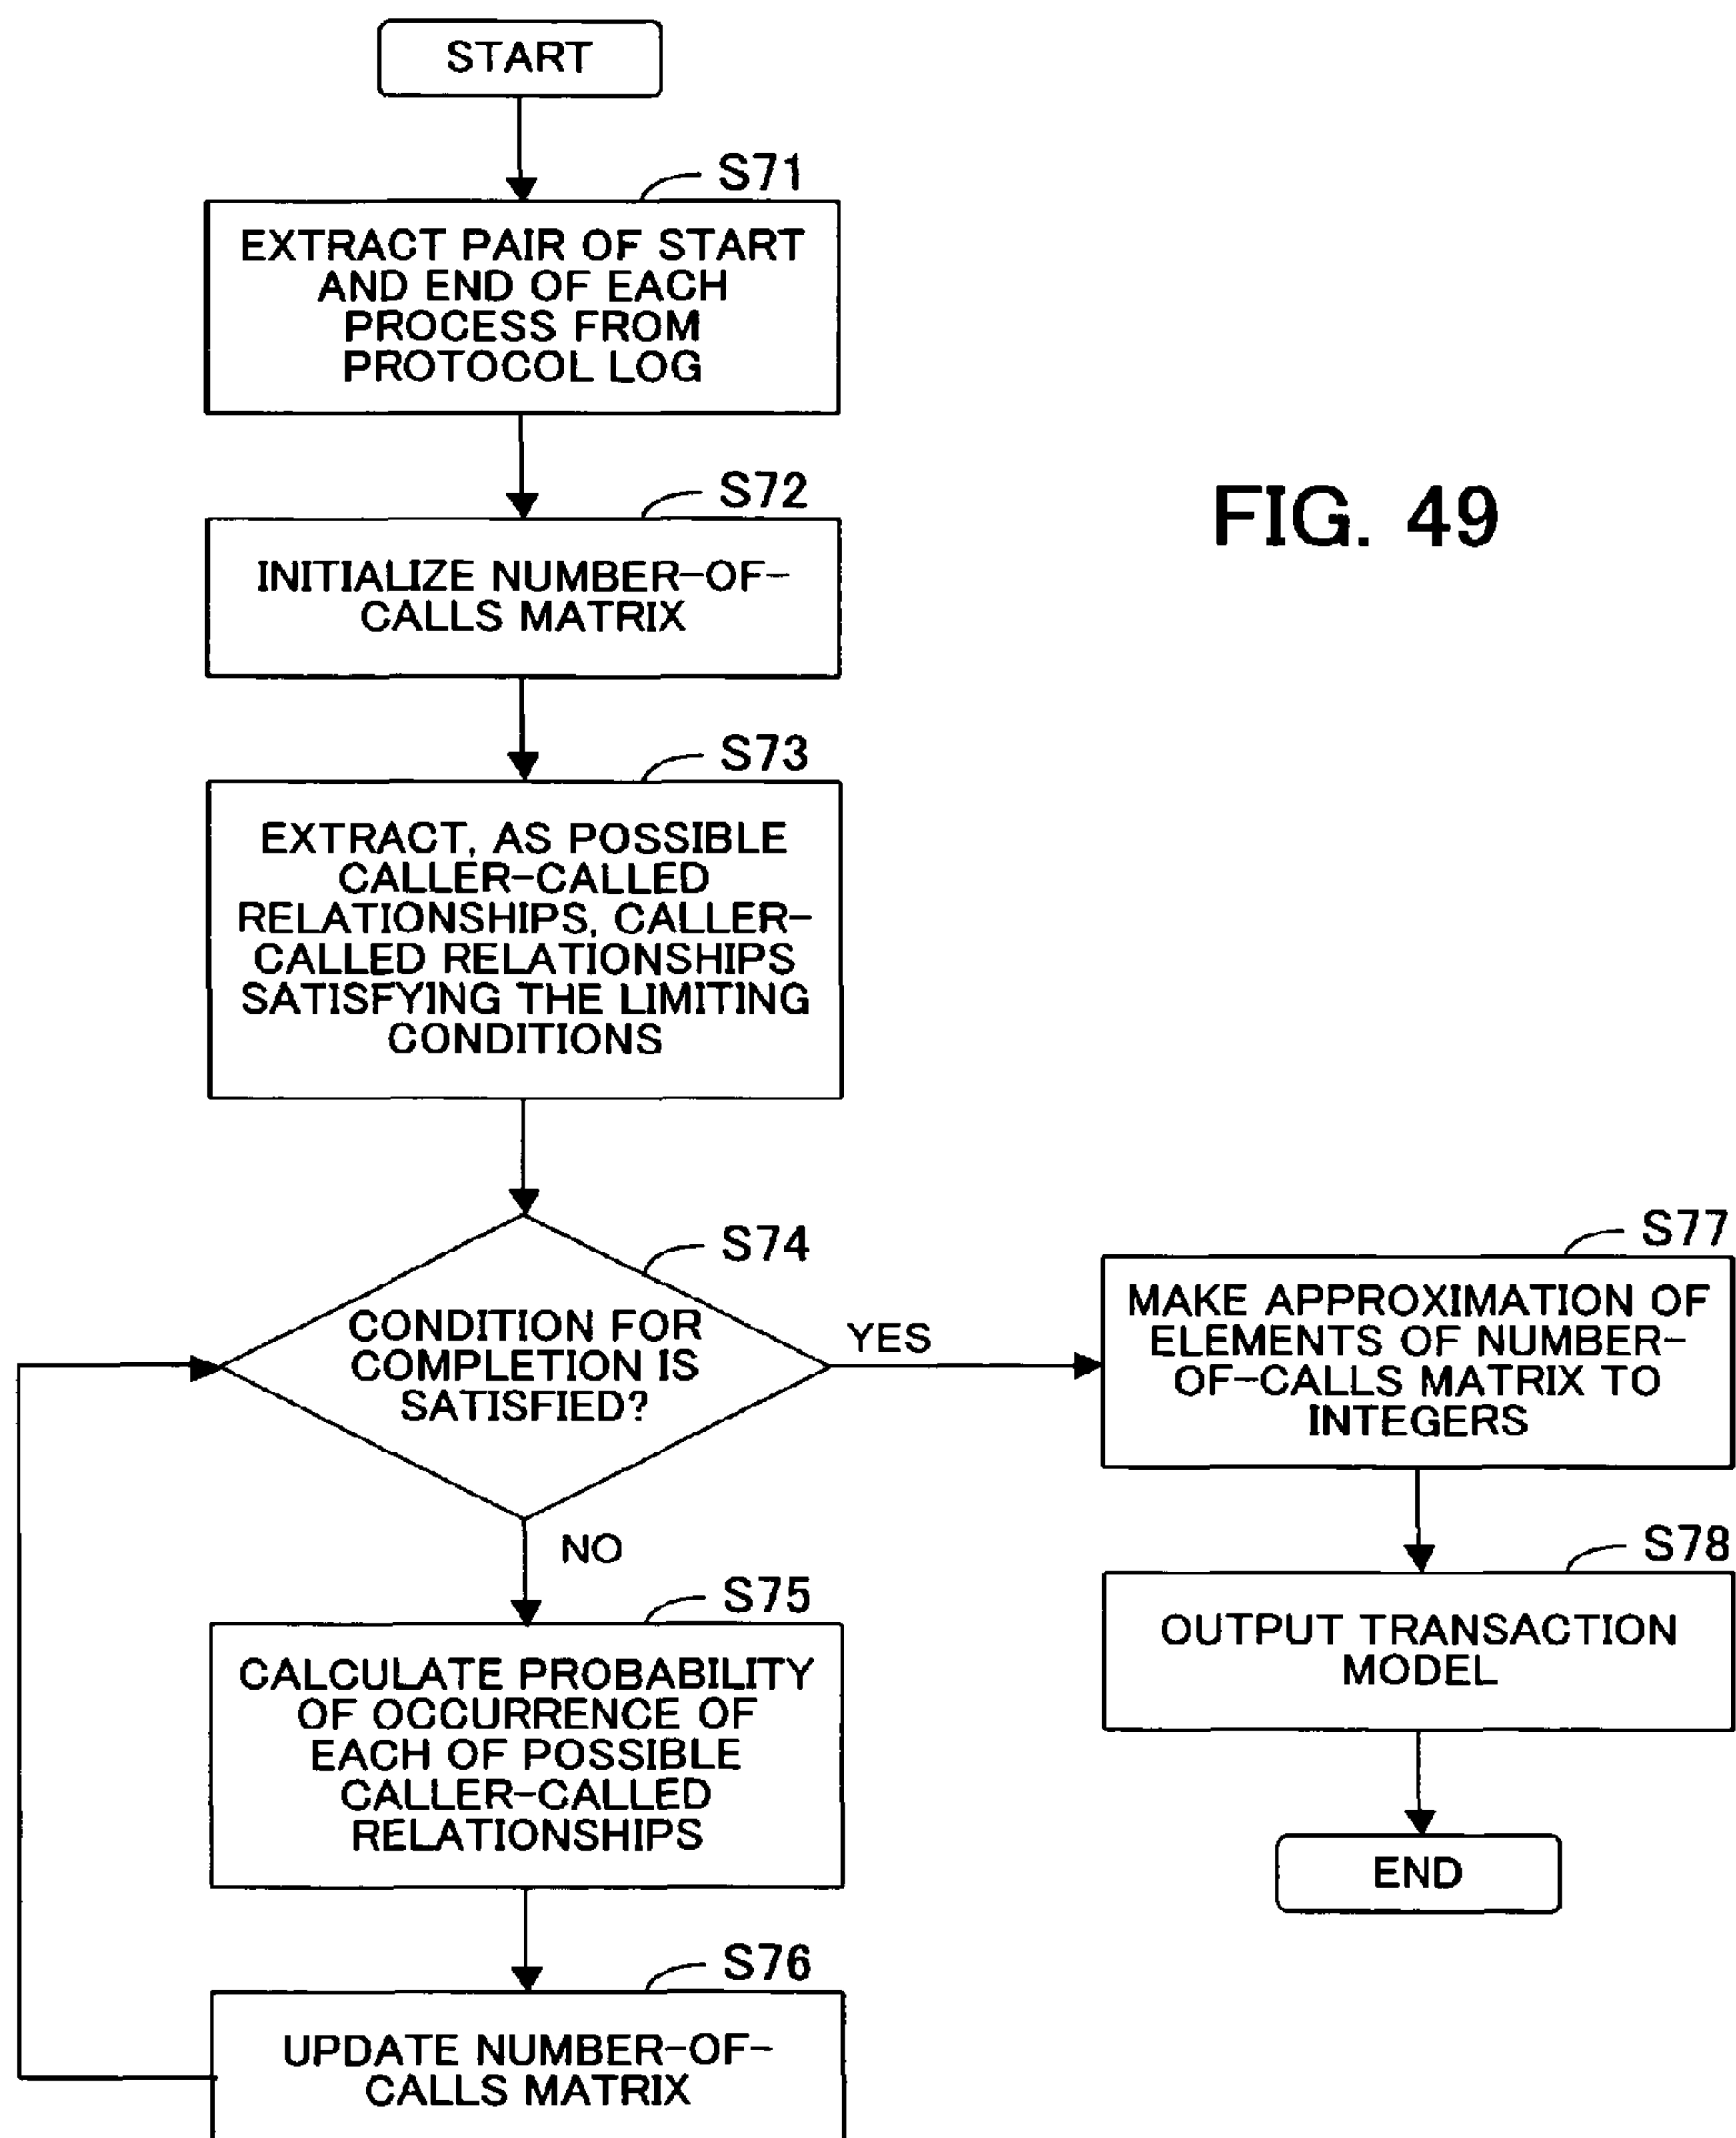 START
S71
EXTRACT PAIR OF START
AND END OF EACH
PROCESS FROM
PROTOCOL LOG
S72
INITIALIZE NUMBER-OF-
CALLS MATRIX
FIG. 49
S73
EXTRACT, AS POSSIBLE
CALLER-CALLED
RELATIONSHIPS, CALLER-
CALLED RELATIONSHIPS
SATISFYING THE LIMITING
CONDITIONS
S74
CONDITION FOR
COMPLETION IS
SATISFIED?
YES
NO
S75
CALCULATE PROBABILITY
OF OCCURRENCE OF
EACH OF POSSIBLE
CALLER-CALLED
RELATIONSHIPS
S76
UPDATE NUMBER-OF-
CALLS MATRIX
S77
MAKE APPROXIMATION OF
ELEMENTS OF NUMBER-
OF-CALLS MATRIX TO
INTEGERS
S78
OUTPUT TRANSACTION
MODEL
END